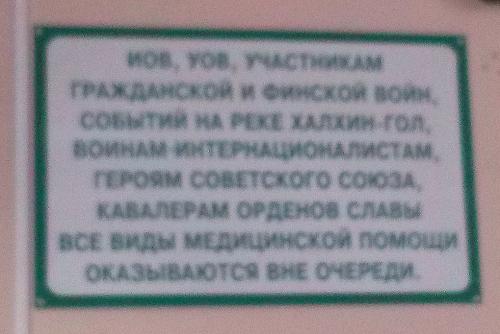 ИОВ, УОВ, УЧАСТНИКАМ
ГРАЖДАНСКОЙ И ФИНСКОЙ ВОЙН,
СОБЫТИЙ НА РЕКЕ ХАЛХИН-ГОЛ,
ВОИНАМ-ИНТЕРНАЦИОНАЛИСТАМ,
ГЕРОЯМ СОВЕТСКОГО СОЮЗА,
КАВАЛЕРАМ ОРДЕНОВ СЛАВЫ
ВСЕ ВИДЫ МЕДИЦИНСКОЙ ПОМОЩИ
ОКАЗЫВАЮТСЯ ВНЕ ОЧЕРЕДИ.